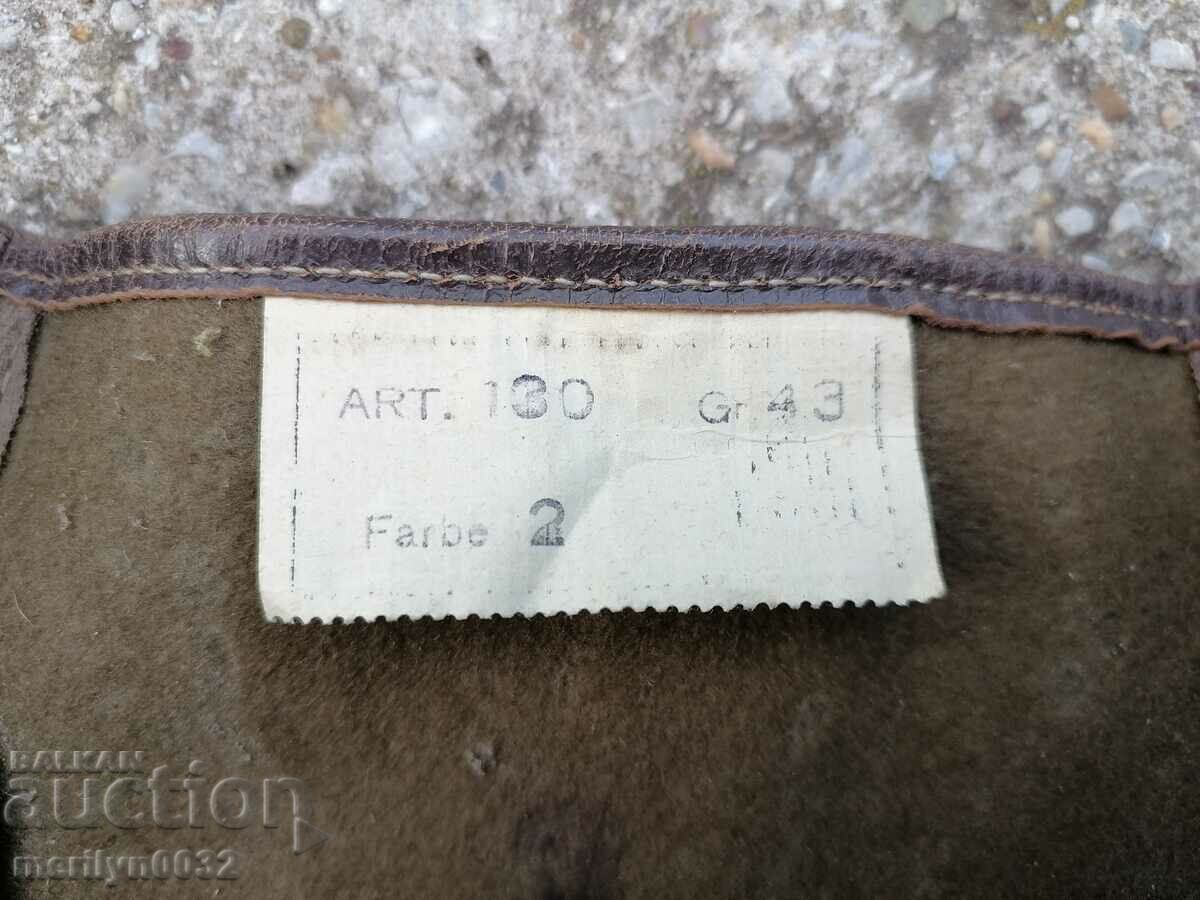 ART. 130 Gr 43
Farbe 2
BALKAN
auction
merilyn0032